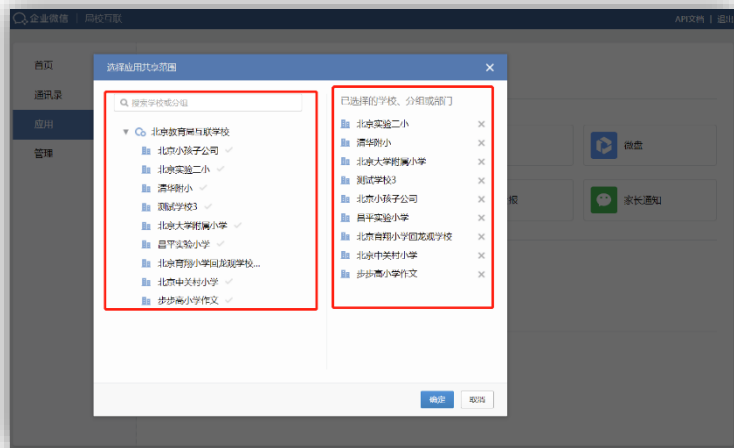 企业微信 | 局校互联
API文档 | 退出
首页
通讯录
应用
管理
选择应用共享范围
搜索学校或分组
北京教育局互联学校
北京小孩子公司
北京实验二小
清华附小
测试学校3
北京大学附属小学
昌平实验小学
北京育翔小学回龙观学校...
北京中关村小学
步步高小学作文
已选择的学校、分组或部门
北京实验二小
清华附小
北京大学附属小学
测试学校3
北京小孩子公司
昌平实验小学
北京育翔小学回龙观学校
北京中关村小学
步步高小学作文
确定
取消
微盘
家长通知